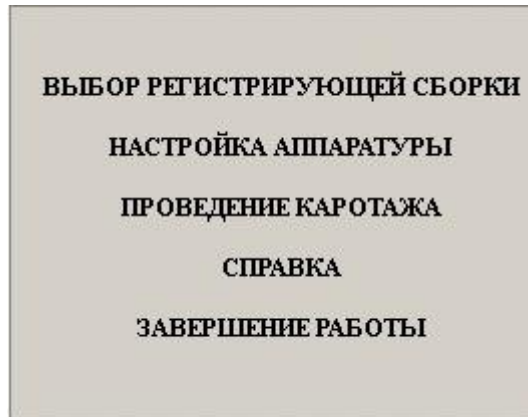 ВЫБОР РЕГИСТРИРУЮЩЕЙ СБОРКИ
НАСТРОЙКА АППАРАТУРЫ
ПРОВЕДЕНИЕ КАРОТАЖА
СПРАВКА
ЗАВЕРШЕНИЕ РАБОТЫ